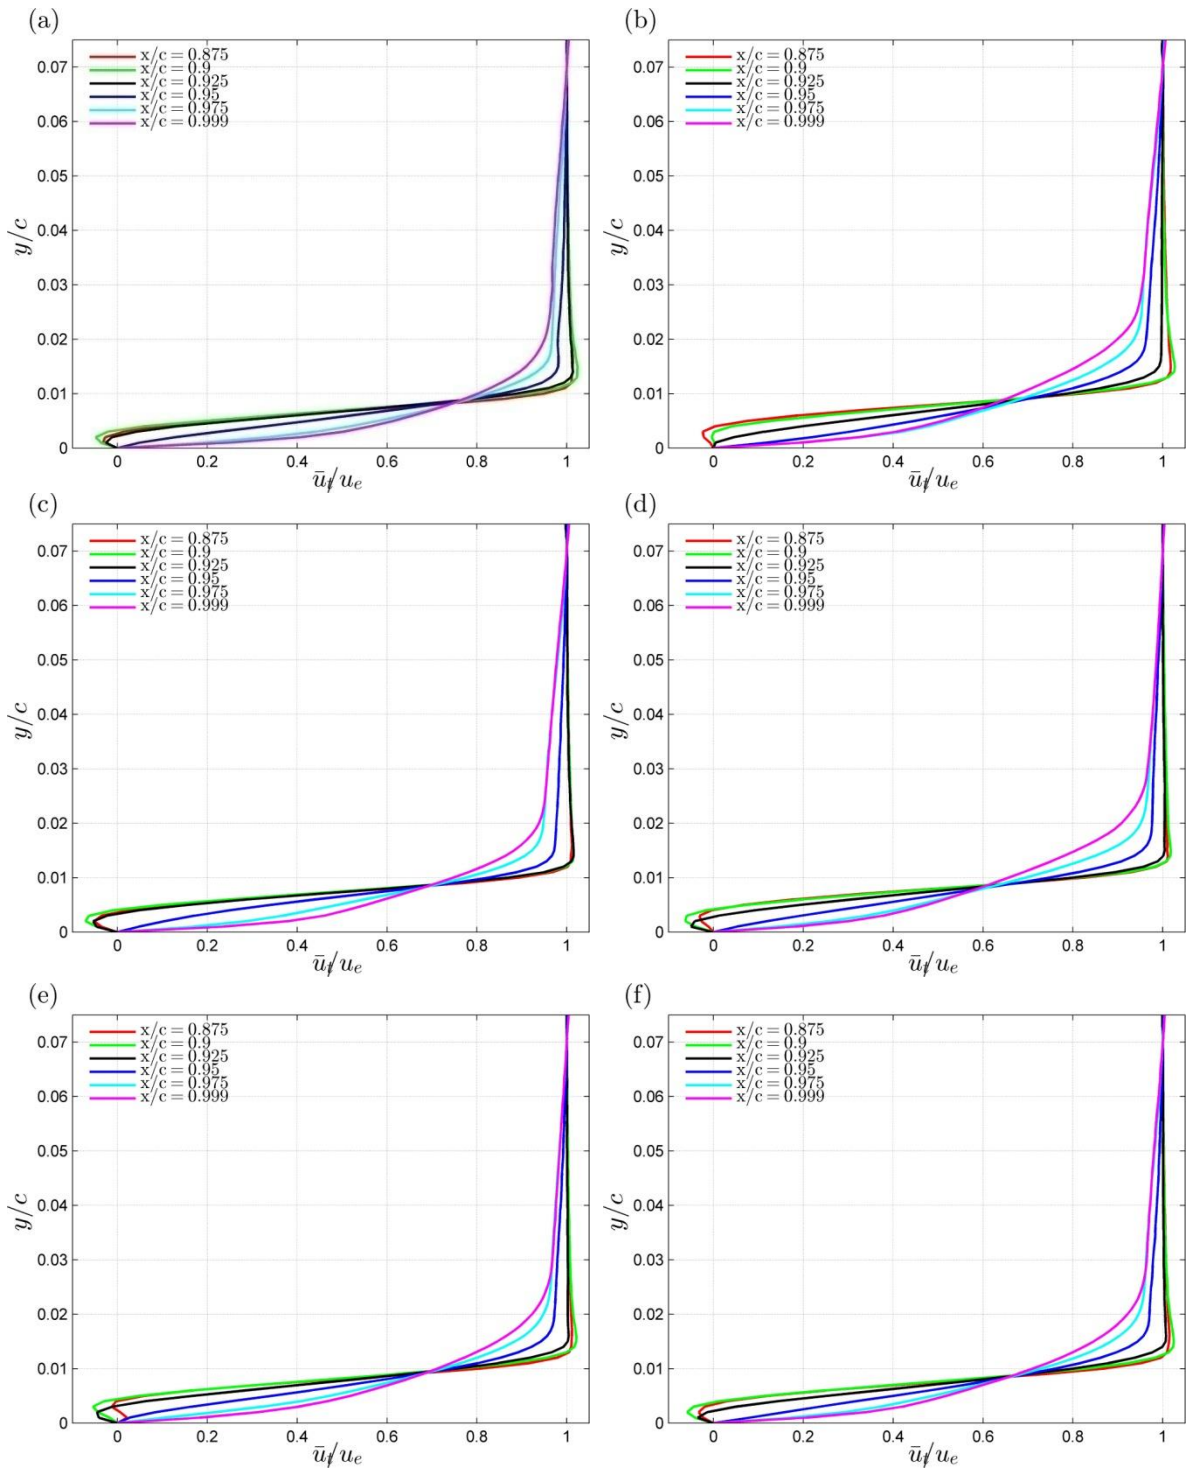 (a)
x/c = 0.875
x/c = 0.9
x/c = 0.925
x/c = 0.95
x/c = 0.975
x/c = 0.999
0.07
0.06
0.05
0.04
0.03
0.02
0.01
0
y/c
0 0.2 0.4 0.6 0.8 1
ū_t/u_e
(b)
x/c = 0.875
x/c = 0.9
x/c = 0.925
x/c = 0.95
x/c = 0.975
x/c = 0.999
0.07
0.06
0.05
0.04
0.03
0.02
0.01
0
y/c
0 0.2 0.4 0.6 0.8 1
ū_t/u_e
(c)
x/c = 0.875
x/c = 0.9
x/c = 0.925
x/c = 0.95
x/c = 0.975
x/c = 0.999
0.07
0.06
0.05
0.04
0.03
0.02
0.01
0
y/c
0 0.2 0.4 0.6 0.8 1
ū_t/u_e
(d)
x/c = 0.875
x/c = 0.9
x/c = 0.925
x/c = 0.95
x/c = 0.975
x/c = 0.999
0.07
0.06
0.05
0.04
0.03
0.02
0.01
0
y/c
0 0.2 0.4 0.6 0.8 1
ū_t/u_e
(e)
x/c = 0.875
x/c = 0.9
x/c = 0.925
x/c = 0.95
x/c = 0.975
x/c = 0.999
0.07
0.06
0.05
0.04
0.03
0.02
0.01
0
y/c
0 0.2 0.4 0.6 0.8 1
ū_t/u_e
(f)
x/c = 0.875
x/c = 0.9
x/c = 0.925
x/c = 0.95
x/c = 0.975
x/c = 0.999
0.07
0.06
0.05
0.04
0.03
0.02
0.01
0
y/c
0 0.2 0.4 0.6 0.8 1
ū_t/u_e